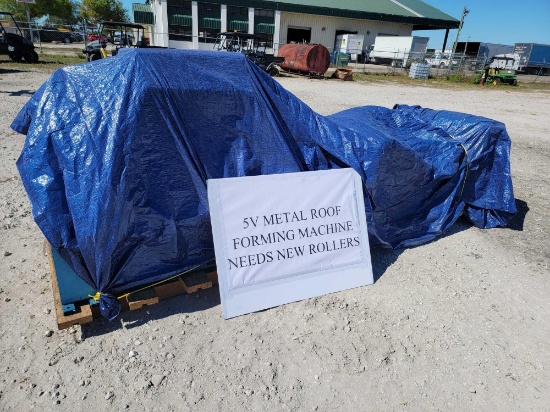 5V METAL ROOF
FORMING MACHINE
NEEDS NEW ROLLERS